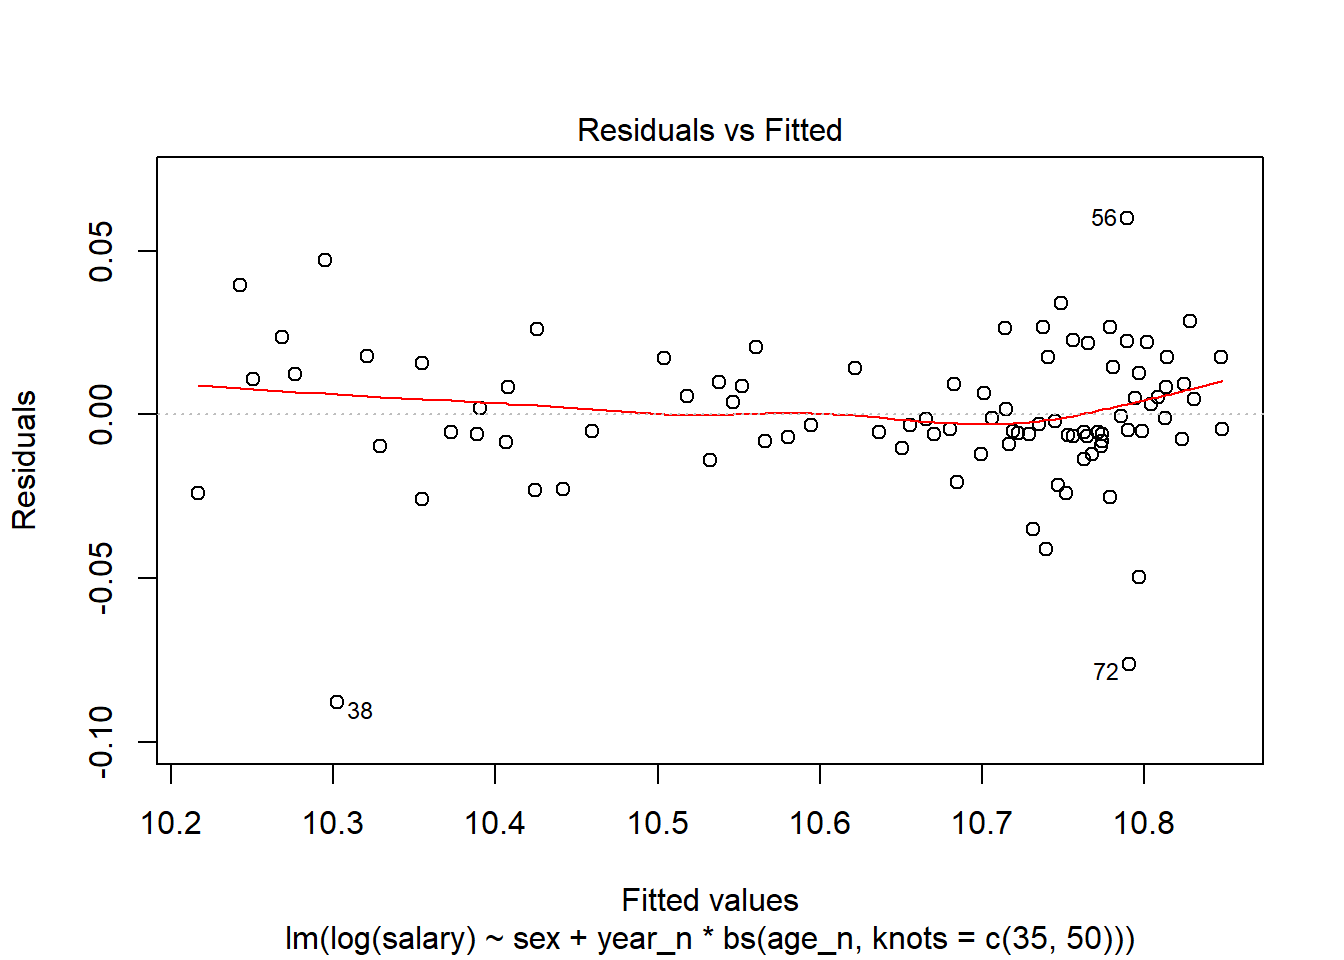 Residuals vs Fitted
Residuals
0.05
0.00
-0.05
-0.10
56
72
38
10.2 10.3 10.4 10.5 10.6 10.7 10.8
Fitted values
lm(log(salary) ~ sex + year_n * bs(age_n, knots = c(35, 50)))